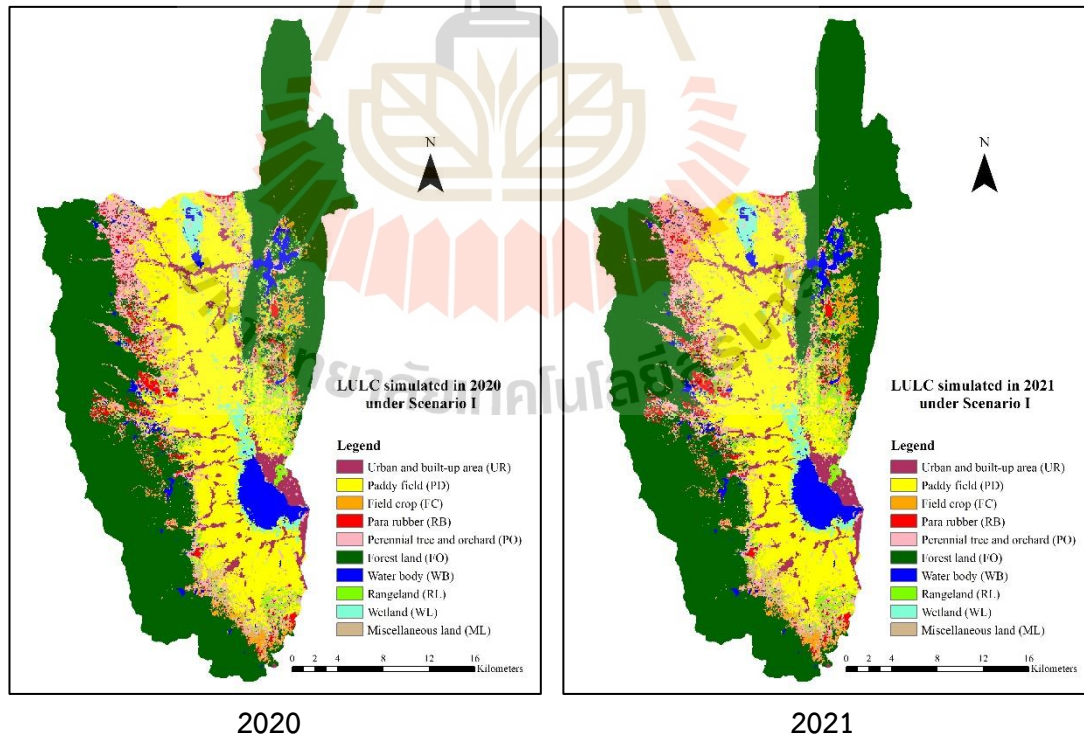 N
LULC simulated in 2020
under Scenario I
Legend
Urban and built-up area (UR)
Paddy field (PD)
Field crop (FC)
Para rubber (RB)
Perennial tree and orchard (PO)
Forest land (FO)
Water body (WB)
Rangeland (RL)
Wetland (WL)
Miscellaneous land (ML)
0 2 4 8 12 16
Kilometers
2020
N
LULC simulated in 2021
under Scenario I
Legend
Urban and built-up area (UR)
Paddy field (PD)
Field crop (FC)
Para rubber (RB)
Perennial tree and orchard (PO)
Forest land (FO)
Water body (WB)
Rangeland (RL)
Wetland (WL)
Miscellaneous land (ML)
0 2 4 8 12 16
Kilometers
2021